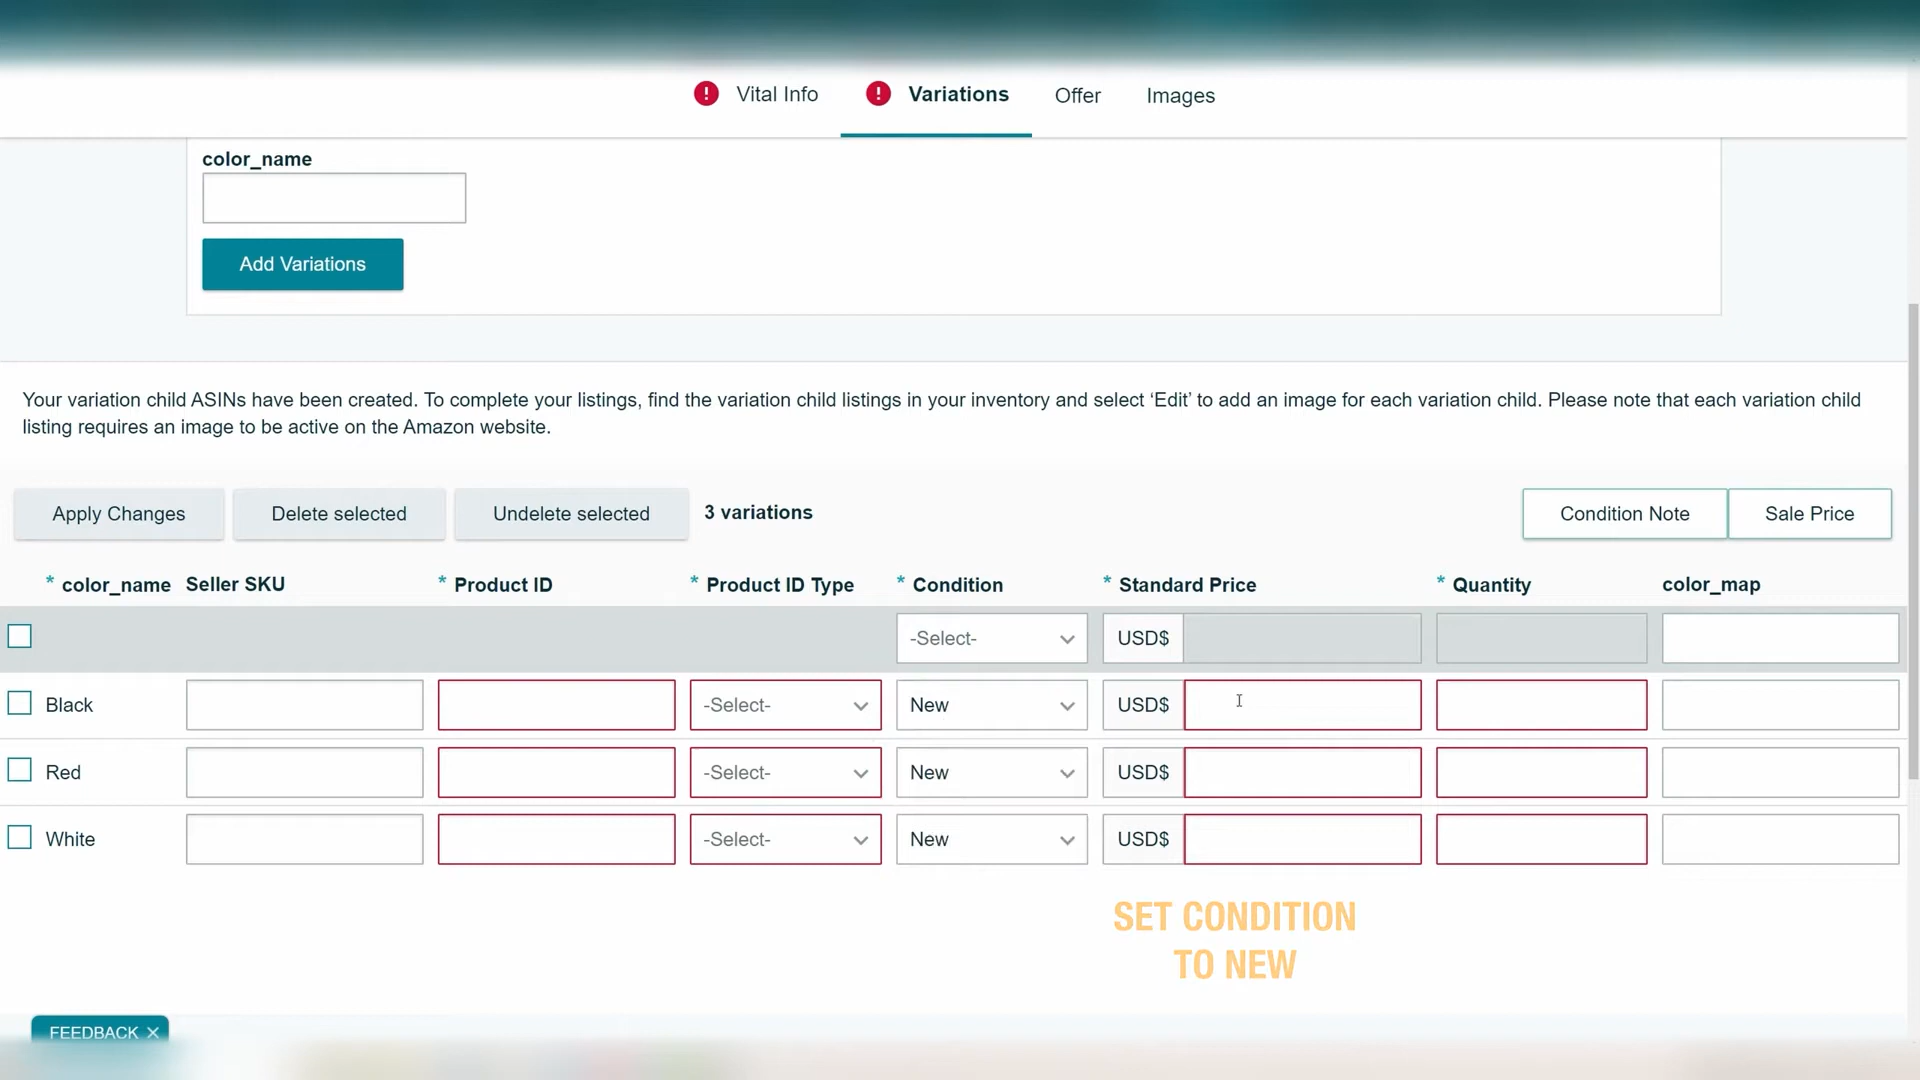 ! Vital Info ! Variations Offer Images
color_name
Add Variations
Your variation child ASINs have been created. To complete your listings, find the variation child listings in your inventory and select ‘Edit’ to add an image for each variation child. Please note that each variation child
listing requires an image to be active on the Amazon website.
Apply Changes Delete selected Undelete selected 3 variations Condition Note Sale Price
* color_name Seller SKU * Product ID * Product ID Type * Condition * Standard Price * Quantity color_map
-Select- USD$
Black -Select- New USD$
Red -Select- New USD$
White -Select- New USD$
SET CONDITION
TO NEW
FEEDBACK ×